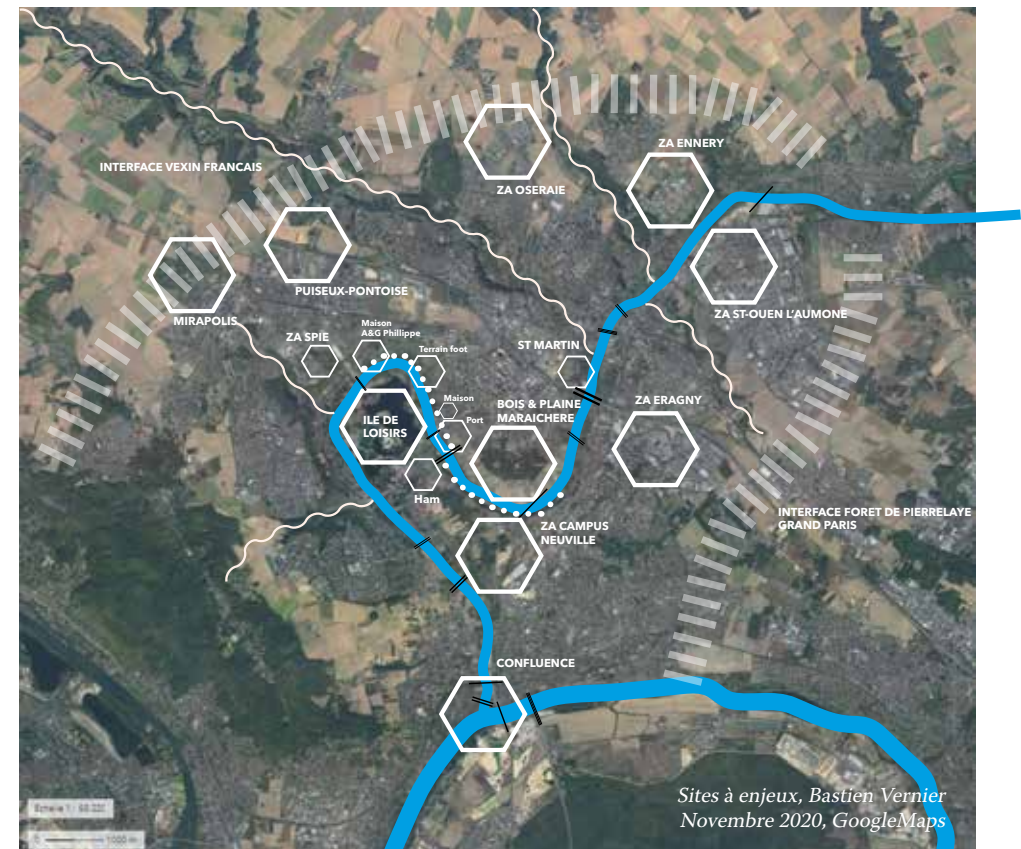 ZA ENNERY
INTERFACE VEXIN FRANCAIS
ZA OSERAIE
PUISEUX-PONTOISE
MIRAPOLIS
ZA ST-OUEN L'AUMONE
Maison
A&G Phillippe
ZA SPIE
Terrain foot
ST MARTIN
Maison
BOIS & PLAINE
MARAICHERE
ZA ERAGNY
ILE DE
LOISIRS
Port
Ham
INTERFACE FORET DE PIERRELAYE
GRAND PARIS
ZA CAMPUS
NEUVILLE
CONFLUENCE
Sites à enjeux, Bastien Vernier
Novembre 2020, GoogleMaps